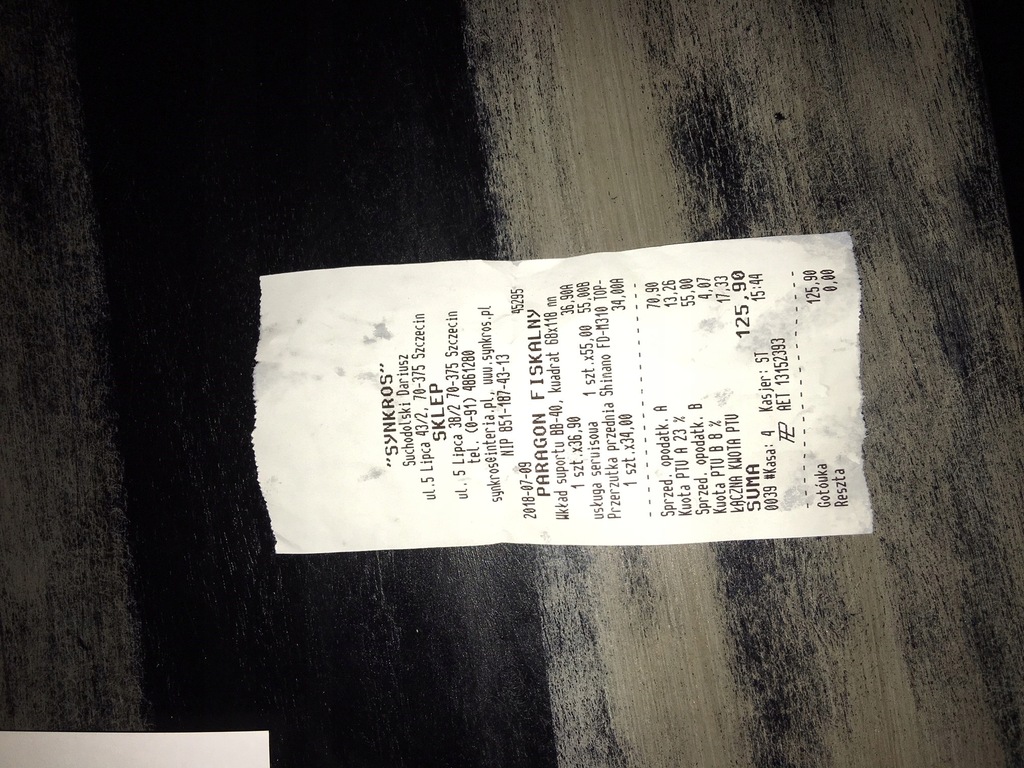 "SYNKROS"
Suchodolski Dariusz
ul.5 Lipca 43/2, 70-375 Szczecin
SKLEP
ul. 5 Lipca 38/2 70-375 Szczecin
tel. (0-91) 4861280
synkros@interia.pl, www.synkros.pl
NIP 851-187-43-13
2018-07-09 45295
PARAGON FISKALNY
Wkład suportu BB-40, kwadrat 68x118 mm
1 szt.x36,90 36,90A
usługa serwisowa 1 szt.x55,00 55,00B
Przerzutka przednia Shinano FD-M310 TOP-
1 szt.x34,00 34,00A
Sprzed. opodatk. A 70,90
Kwota PTU A 23 % 13,26
Sprzed. opodatk. B 55,00
Kwota PTU B 8 % 4,07
ŁĄCZNA KWOTA PTU 17,33
SUMA 125,90
0039 #Kasa: 4 Kasjer: ST 15:44
AET 13152393
Gotówka 125,90
Reszta 0,00